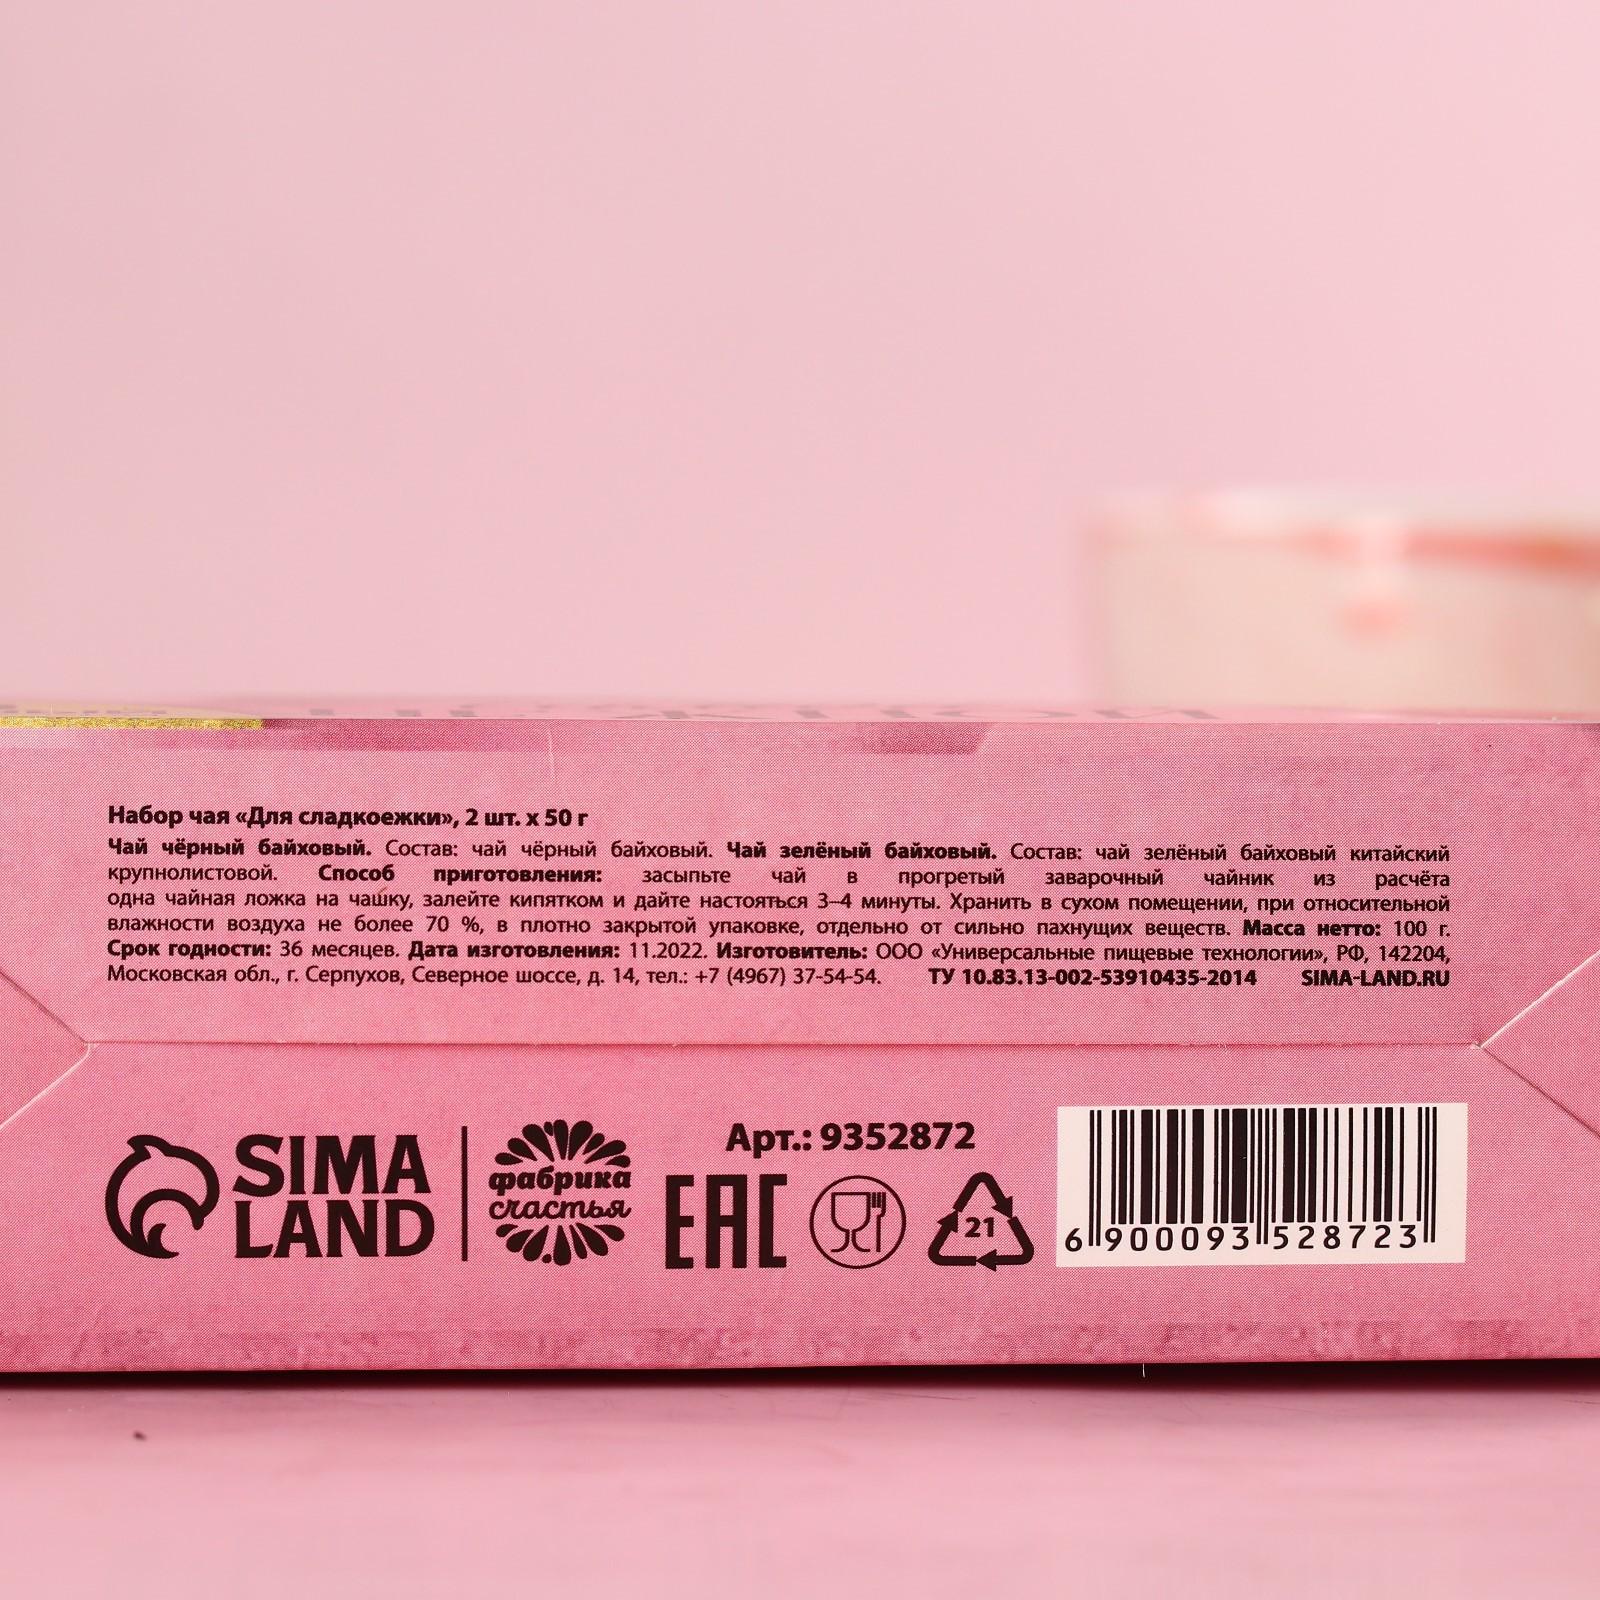 Набор чая «Для сладкоежки», 2 шт. х 50 г
Чай чёрный байховый. Состав: чай чёрный байховый. Чай зелёный байховый. Состав: чай зелёный байховый китайский
крупнолистовой. Способ приготовления: засыпьте чай в прогретый заварочный чайник из расчёта
одна чайная ложка на чашку, залейте кипятком и дайте настояться 3–4 минуты. Хранить в сухом помещении, при относительной
влажности воздуха не более 70 %, в плотно закрытой упаковке, отдельно от сильно пахнущих веществ. Масса нетто: 100 г.
Срок годности: 36 месяцев. Дата изготовления: 11.2022. Изготовитель: ООО «Универсальные пищевые технологии», РФ, 142204,
Московская обл., г. Серпухов, Северное шоссе, д. 14, тел.: +7 (4967) 37-54-54. ТУ 10.83.13-002-53910435-2014 SIMA-LAND.RU
SIMA
LAND
фабрика
счастья
Арт.: 9352872
EAC
21
6 900093 528723